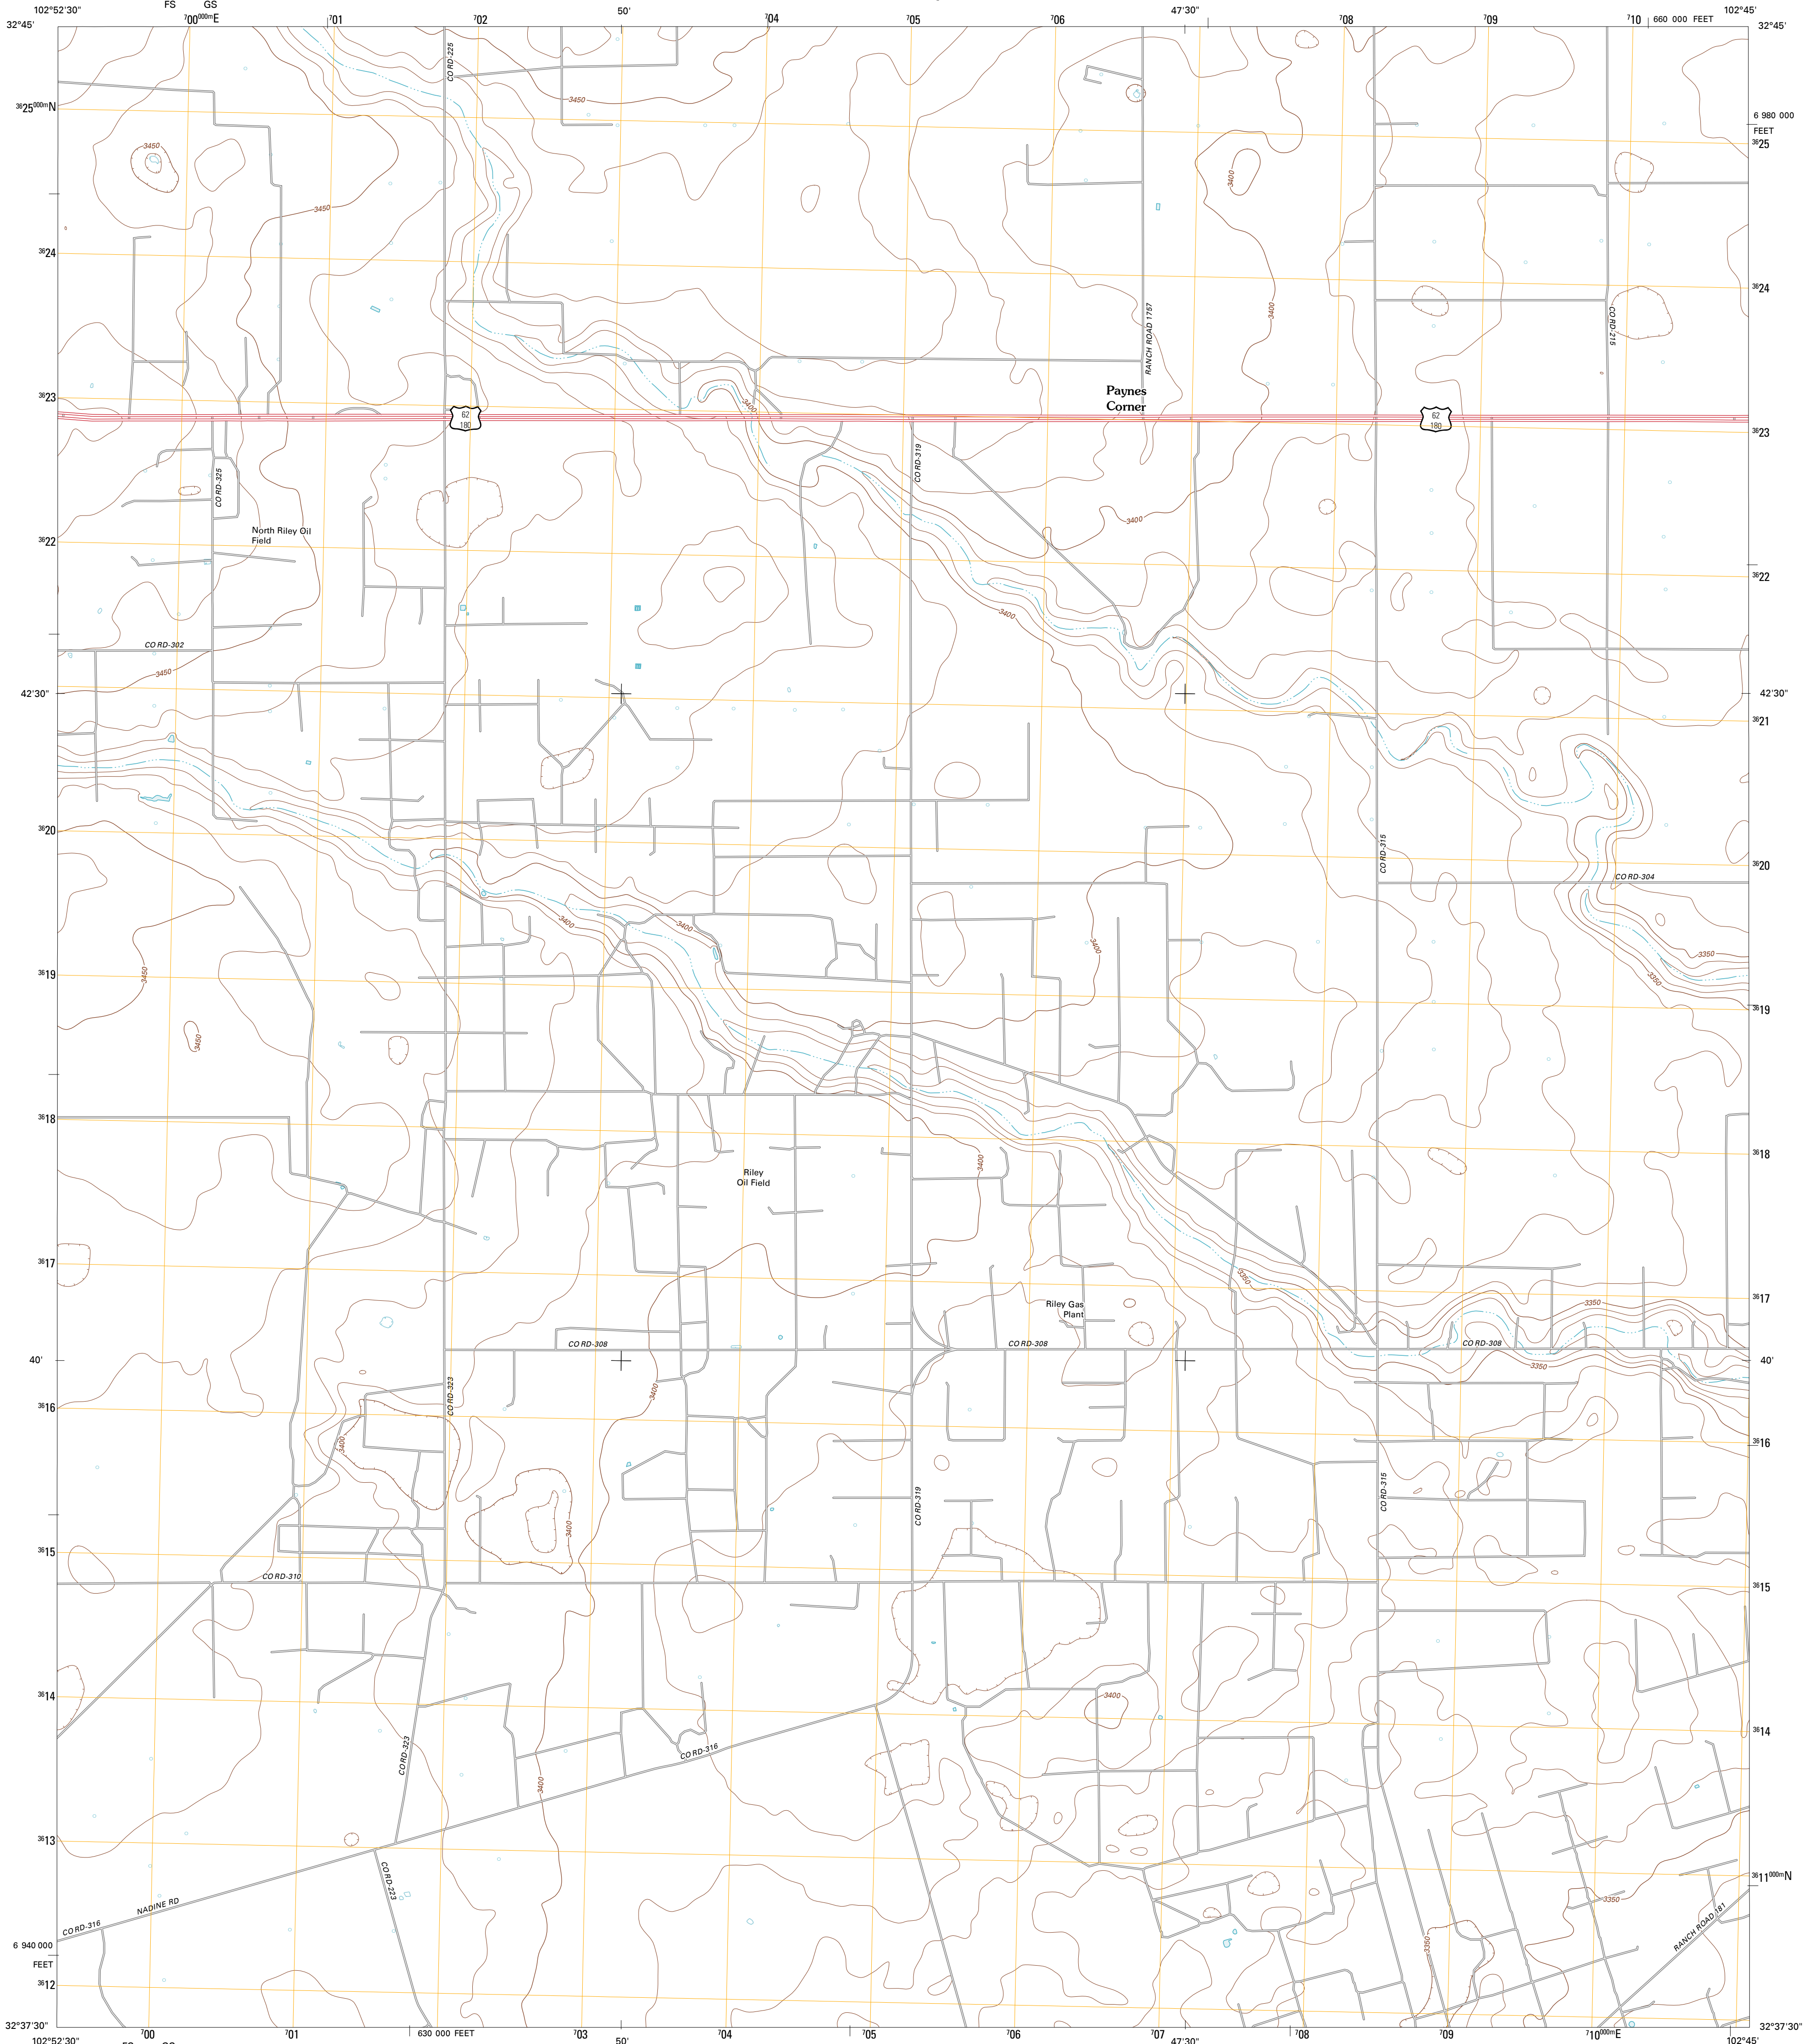 FS GS
102°52'30" ⁷00⁰⁰⁰ᵐE ⁷01 ⁷02 50' ⁷04 ⁷05 ⁷06 47'30" ⁷08 ⁷09 ⁷10 660 000 FEET 102°45'
32°45' 32°45'
CO RD-225
3450
³⁶25⁰⁰⁰ᵐN
6 980 000
FEET
³⁶25
3450
3400
3450
³⁶24
³⁶24
3400
RANCH ROAD 1757
CO RD-215
³⁶23
Paynes
Corner
3400
62
180
62
180
³⁶23
CO RD-325
CO RD-319
3400
North Riley Oil
Field
³⁶22
³⁶22
3400
CO RD-302
3450
42'30" 42'30"
³⁶21
³⁶20
CO RD-315
³⁶20
CO RD-304
3400
3400
3400
3450
³⁶19
3350
3350
³⁶19
3450
³⁶18
³⁶18
3400
Riley
Oil Field
³⁶17
3350
Riley Gas
Plant
3350
³⁶17
CO RD-308 CO RD-308 CO RD-308
40' 40'
3350
CO RD-323
3400
³⁶16
3400
³⁶16
CO RD-319
CO RD-315
3400
³⁶15
CO RD-310
³⁶15
³⁶14
3400
³⁶14
CO RD-323
CO RD-316
3400
³⁶13
CO RD-223
³⁶11⁰⁰⁰ᵐN
NADINE RD
3350
CO RD-316
RANCH ROAD 181
3350
6 940 000
FEET
³⁶12
32°37'30" 32°37'30"
102°52'30" ⁷00 ⁷01 630 000 FEET ⁷03 50' ⁷04 ⁷05 ⁷06 ⁷07 47'30" ⁷08 ⁷09 ⁷10⁰⁰⁰ᵐE 102°45'